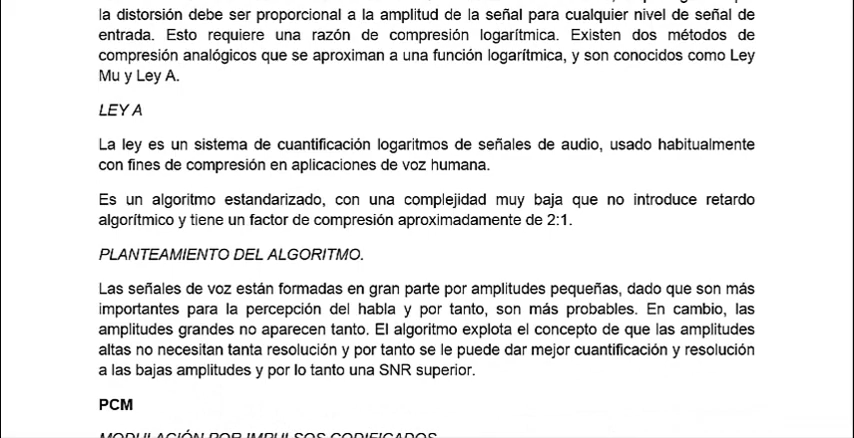 la distorsión debe ser proporcional a la amplitud de la señal para cualquier nivel de señal de
entrada. Esto requiere una razón de compresión logarítmica. Existen dos métodos de
compresión analógicos que se aproximan a una función logarítmica, y son conocidos como Ley
Mu y Ley A.
LEY A
La ley es un sistema de cuantificación logaritmos de señales de audio, usado habitualmente
con fines de compresión en aplicaciones de voz humana.
Es un algoritmo estandarizado, con una complejidad muy baja que no introduce retardo
algorítmico y tiene un factor de compresión aproximadamente de 2:1.
PLANTEAMIENTO DEL ALGORITMO.
Las señales de voz están formadas en gran parte por amplitudes pequeñas, dado que son más
importantes para la percepción del habla y por tanto, son más probables. En cambio, las
amplitudes grandes no aparecen tanto. El algoritmo explota el concepto de que las amplitudes
altas no necesitan tanta resolución y por tanto se le puede dar mejor cuantificación y resolución
a las bajas amplitudes y por lo tanto una SNR superior.
PCM
MODULACIÓN POR IMPULSOS CODIFICADOS